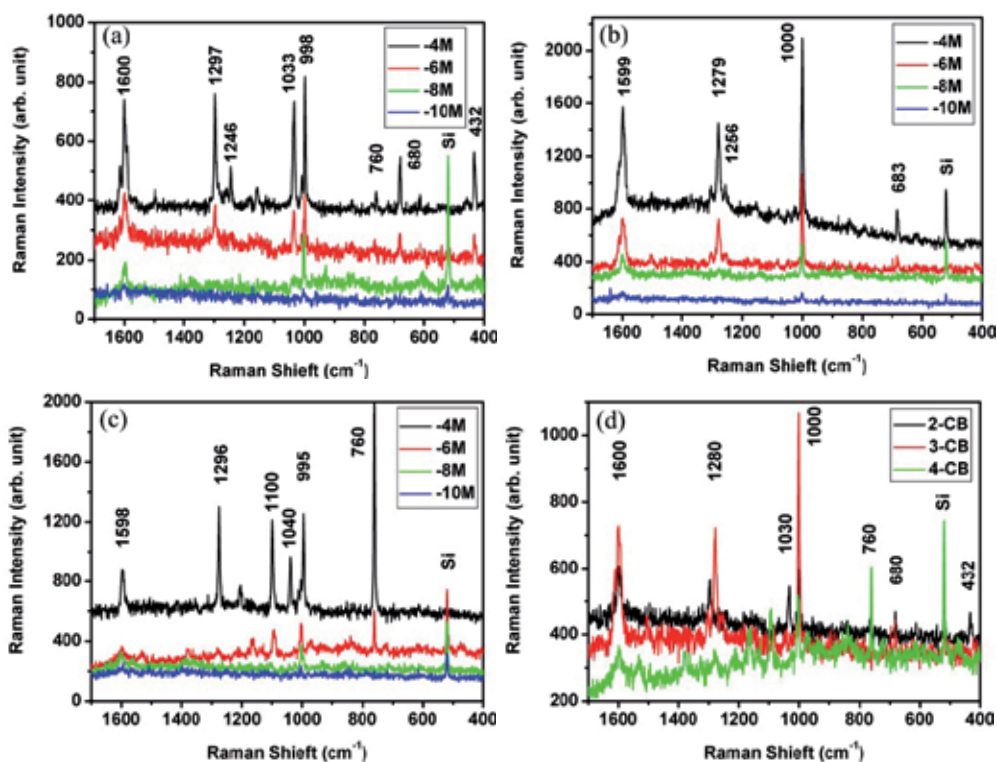 (a)
-4M
-6M
-8M
-10M
1600
1297
1246
1033
998
760
680
Si
432
Raman Intensity (arb. unit)
1000
800
600
400
200
0
1600 1400 1200 1000 800 600 400
Raman Shieft (cm⁻¹)
(b)
-4M
-6M
-8M
-10M
1599
1279
1256
1000
683
Si
Raman Intensity (arb. unit)
2000
1600
1200
800
400
0
1600 1400 1200 1000 800 600 400
Raman Shieft (cm⁻¹)
(c)
-4M
-6M
-8M
-10M
1598
1296
1100
1040
995
760
Si
Raman Intensity (arb. unit)
2000
1600
1200
800
400
0
1600 1400 1200 1000 800 600 400
Raman Shieft (cm⁻¹)
(d)
2-CB
3-CB
4-CB
1600
1280
1030
1000
760
680
Si
432
Raman Intensity (arb. unit)
1000
800
600
400
200
1600 1400 1200 1000 800 600 400
Raman Shieft (cm⁻¹)